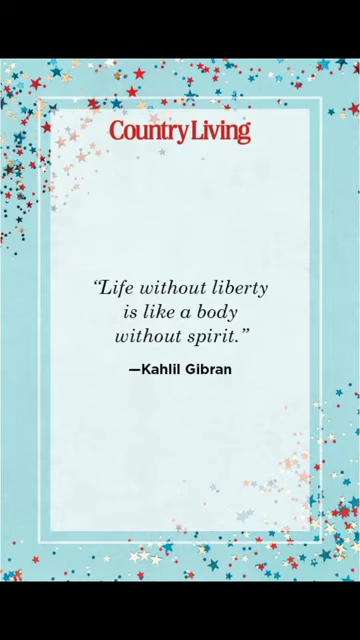 Country Living
“Life without liberty
is like a body
without spirit.”
—Kahlil Gibran